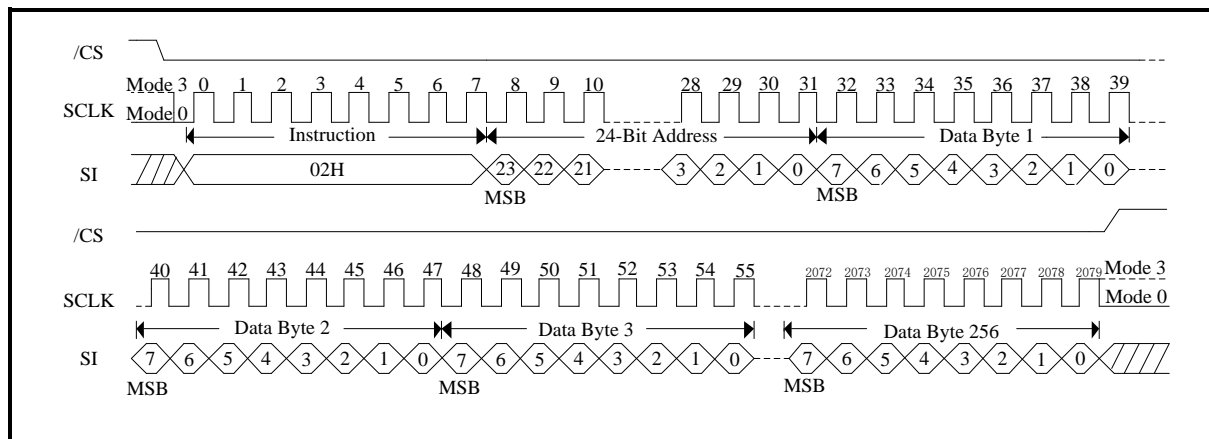 /CS
Mode 3 0 1 2 3 4 5 6 7 8 9 10 28 29 30 31 32 33 34 35 36 37 38 39
SCLK Mode 0
Instruction 24-Bit Address Data Byte 1
SI 02H 23 22 21 3 2 1 0 7 6 5 4 3 2 1 0
MSB MSB
/CS
40 41 42 43 44 45 46 47 48 49 50 51 52 53 54 55 2072 2073 2074 2075 2076 2077 2078 2079 Mode 3
SCLK Mode 0
Data Byte 2 Data Byte 3 Data Byte 256
SI 7 6 5 4 3 2 1 0 7 6 5 4 3 2 1 0 7 6 5 4 3 2 1 0
MSB MSB MSB